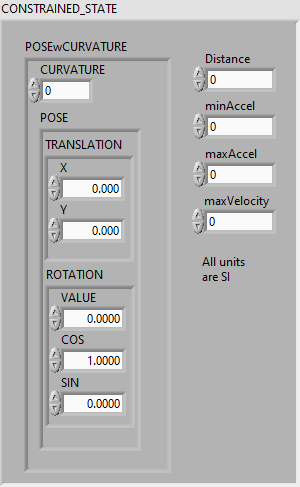 CONSTRAINED_STATE
POSEwCURVATURE
CURVATURE
0
POSE
TRANSLATION
X
0.000
Y
0.000
ROTATION
VALUE
0.0000
COS
1.0000
SIN
0.0000
Distance
0
minAccel
0
maxAccel
0
maxVelocity
0
All units
are SI